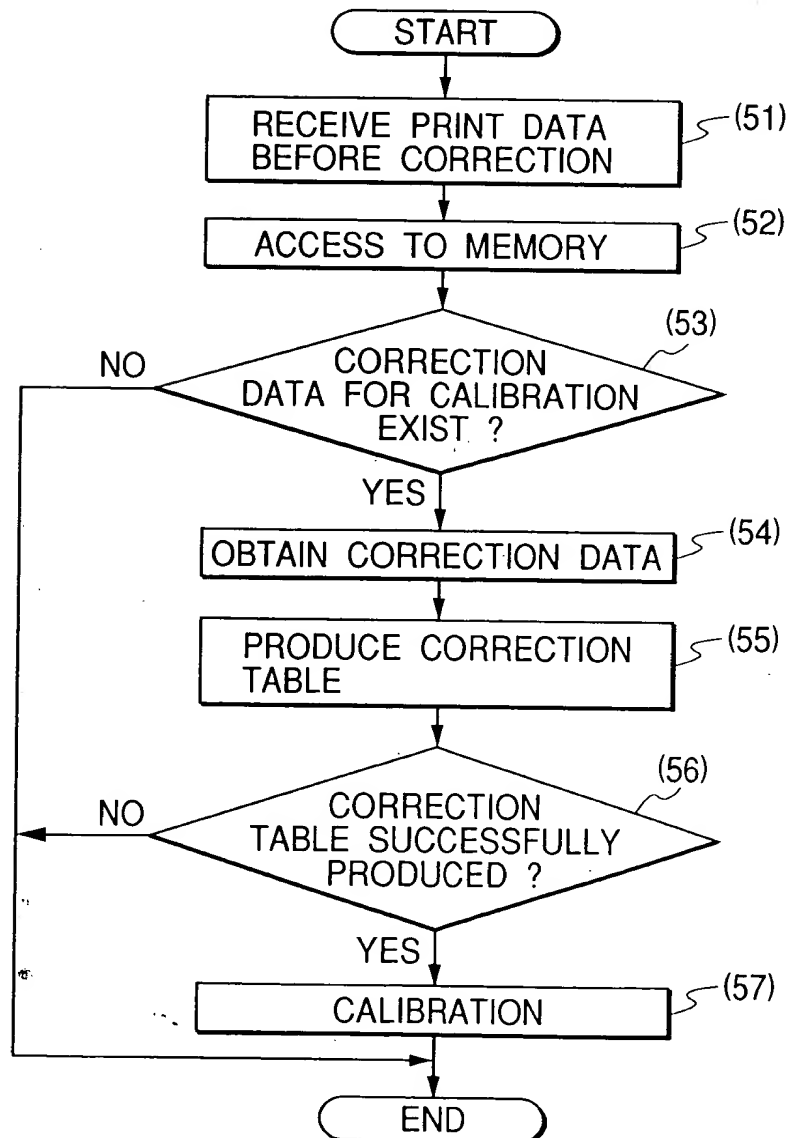 START
RECEIVE PRINT DATA
BEFORE CORRECTION
(51)
ACCESS TO MEMORY
(52)
CORRECTION
DATA FOR CALIBRATION
EXIST ?
(53)
NO
YES
OBTAIN CORRECTION DATA
(54)
PRODUCE CORRECTION
TABLE
(55)
CORRECTION
TABLE SUCCESSFULLY
PRODUCED ?
(56)
NO
YES
CALIBRATION
(57)
END